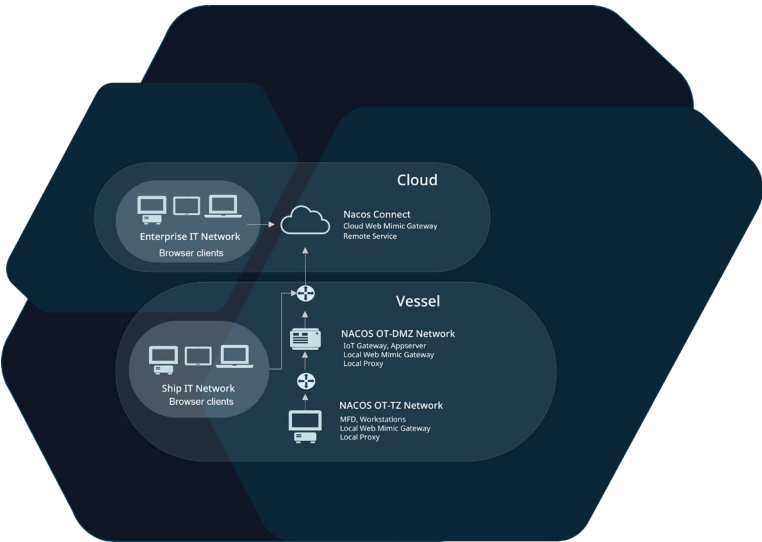 Cloud
Nacos Connect
Cloud Web Mimic Gateway
Remote Service
Enterprise IT Network
Browser clients
Vessel
NACOS OT-DMZ Network
IoT Gateway, Appserver
Local Web Mimic Gateway
Local Proxy
Ship IT Network
Browser clients
NACOS OT-TZ Network
MFD, Workstations
Local Web Mimic Gateway
Local Proxy